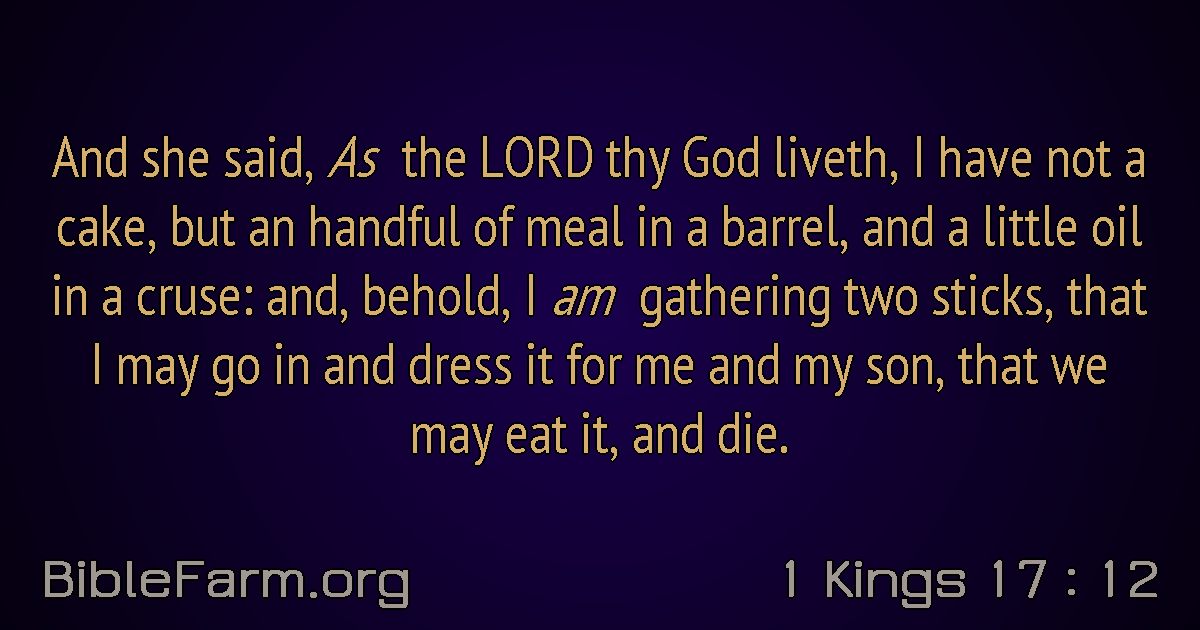 And she said, As the LORD thy God liveth, I have not a
cake, but an handful of meal in a barrel, and a little oil
in a cruse: and, behold, I am gathering two sticks, that
I may go in and dress it for me and my son, that we
may eat it, and die.
BibleFarm.org
1 Kings 17 : 12